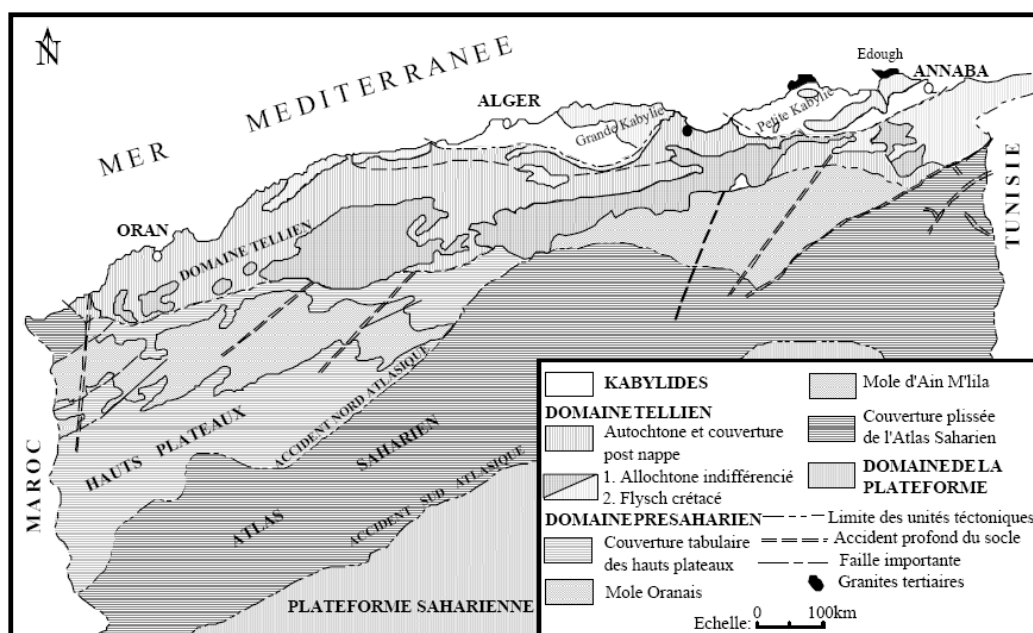 N
MER MEDITERRANEE
Edough
ANNABA
ALGER
Grande Kabylie
Petite Kabylie
TUNISIE
ORAN
DOMAINE TELLIEN
HAUTS PLATEAUX
ACCIDENT NORD ATLASIQUE
ATLAS SAHARIEN
ACCIDENT SUD ATLASIQUE
MAROC
PLATEFORME SAHARIENNE
KABYLIDES
DOMAINE TELLIEN
Autochtone et couverture
post nappe
1. Allochtone indifférencié
2. Flysch crétacé
DOMAINE PRESAHARIEN
Couverture tabulaire
des hauts plateaux
Mole Oranais
Mole d'Ain M'lila
Couverture plissée
de l'Atlas Saharien
DOMAINE DE LA
PLATEFORME
Limite des unités téctoniques
Accident profond du socle
Faille importante
Granites tertiaires
Echelle: 0 100km